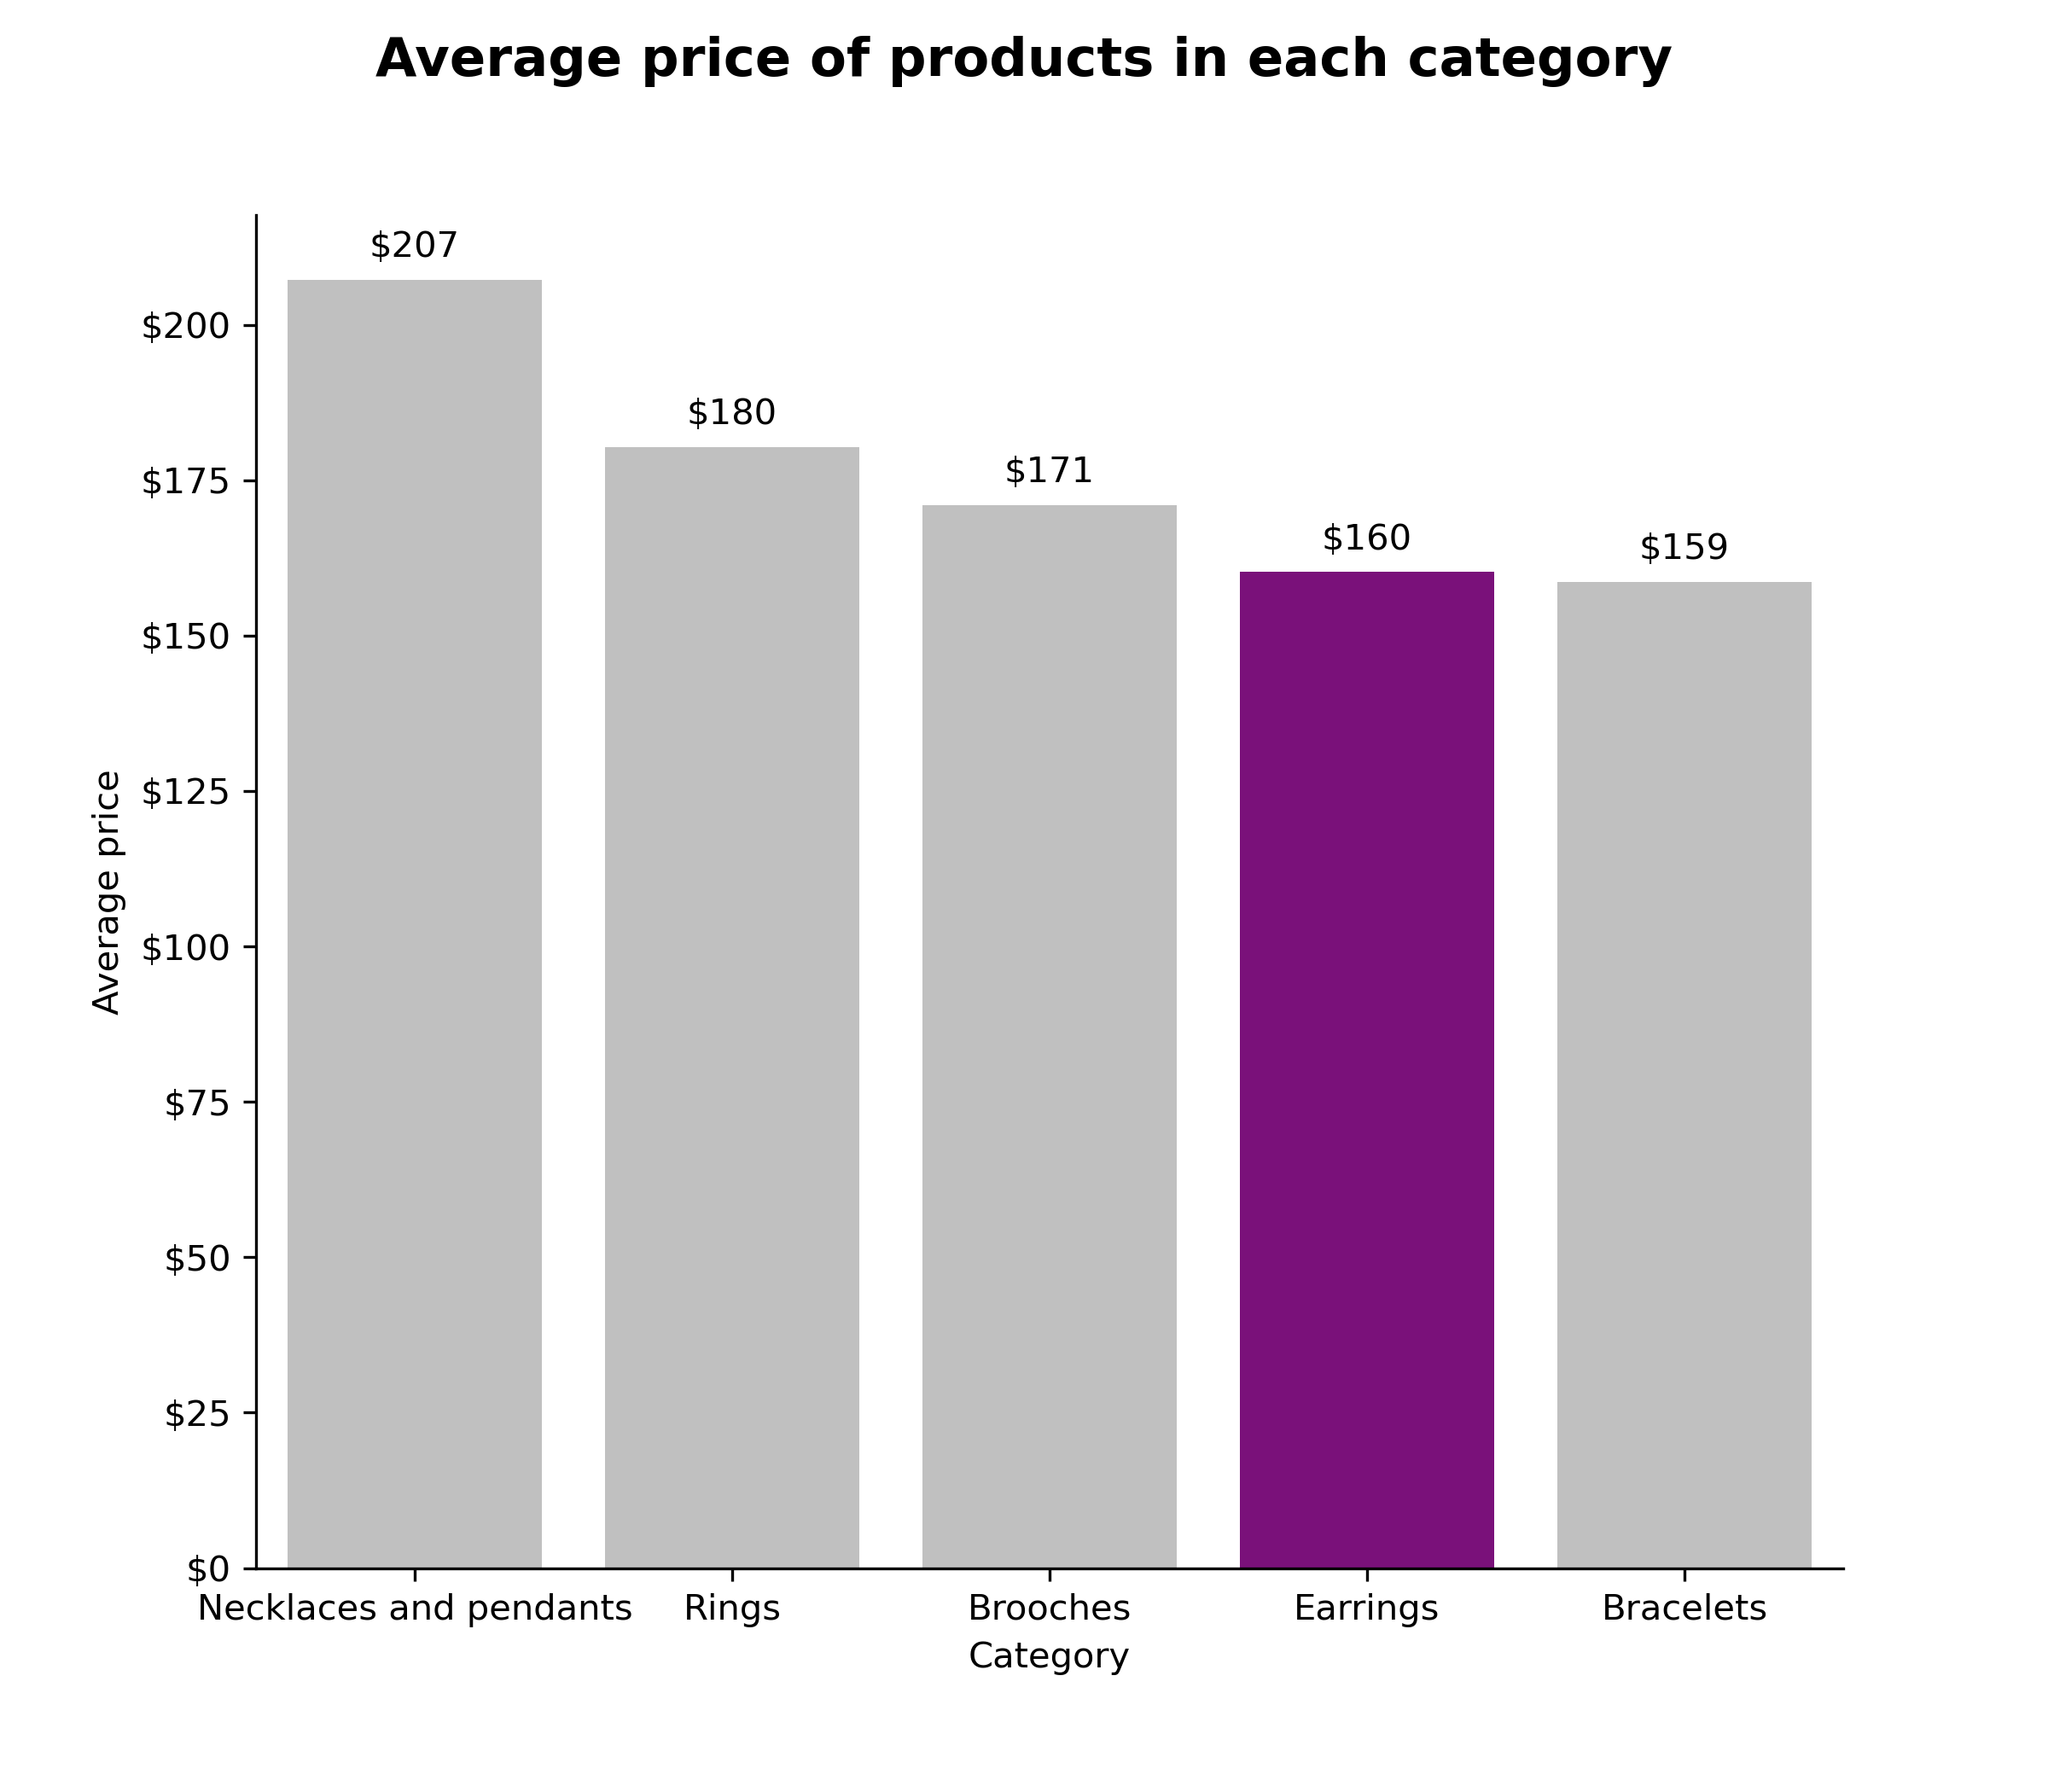 Average price of products in each category
$207
$180
$171
$160
$159
$200
$175
$150
$125
$100
$75
$50
$25
$0
Average price
Necklaces and pendants
Rings
Brooches
Earrings
Bracelets
Category